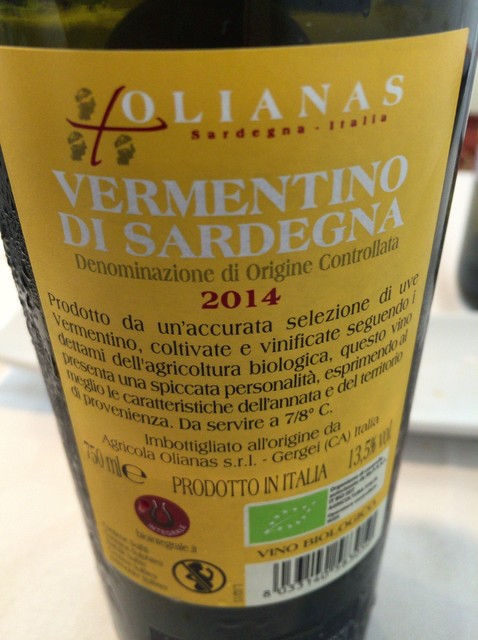 OLIANAS
Sardegna - Italia
VERMENTINO
DI SARDEGNA
Denominazione di Origine Controllata
2014
Prodotto da un'accurata selezione di uve
Vermentino, coltivate e vinificate seguendo i
dettami dell'agricoltura biologica, questo vino
presenta una spiccata personalità, esprimendo al
meglio le caratteristiche dell'annata e del territorio
di provenienza. Da servire a 7/8° C.
Imbottigliato all'origine da
Agricola Olianas s.r.l. - Gergei (CA) Italia
750 ml e
PRODOTTO IN ITALIA
13,5% vol
INTEGRALE
VINO BIOLOGICO